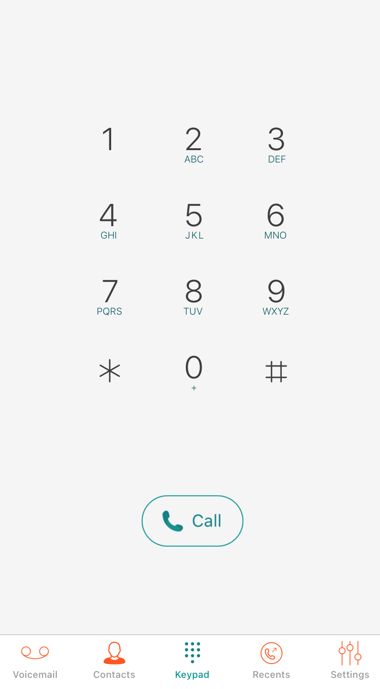 1 2 3
ABC DEF
4 5 6
GHI JKL MNO
7 8 9
PQRS TUV WXYZ
* 0 #
+
Call
Voicemail Contacts Keypad Recents Settings